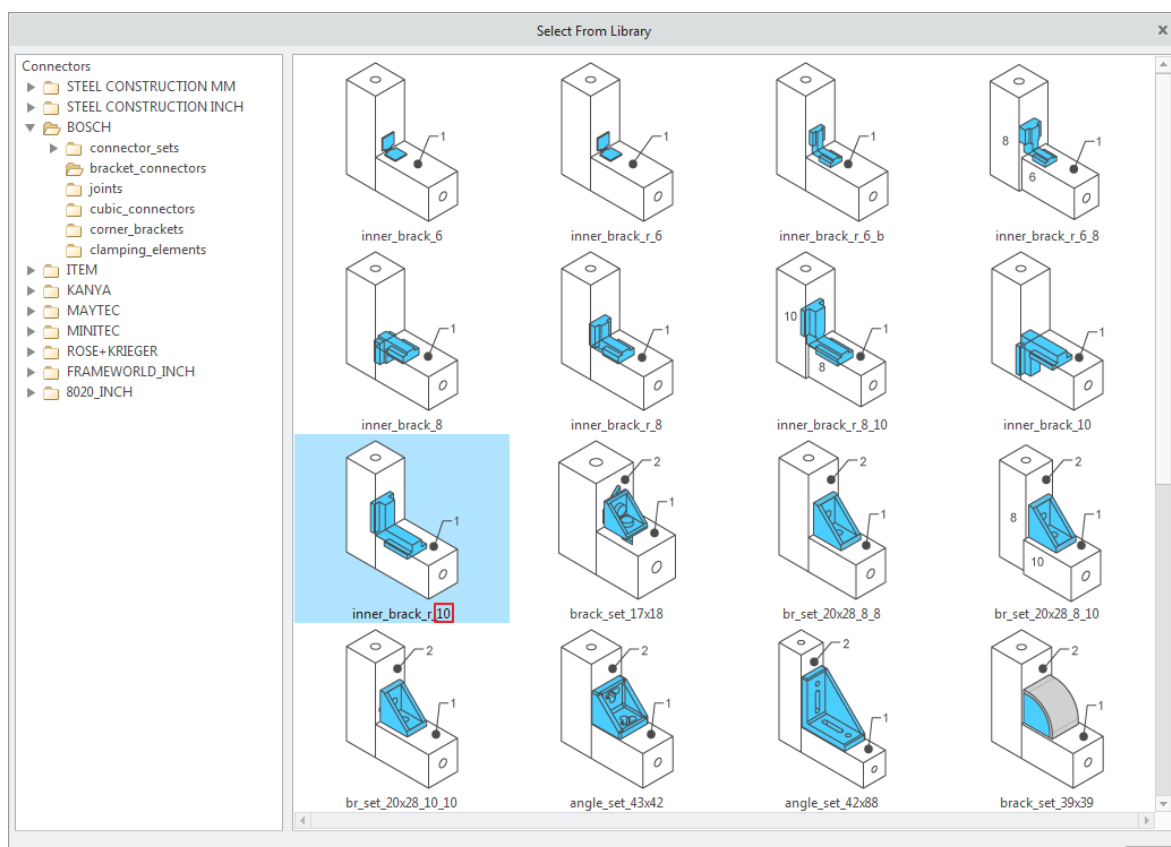 Select From Library
x
Connectors
STEEL CONSTRUCTION MM
STEEL CONSTRUCTION INCH
BOSCH
connector_sets
bracket_connectors
joints
cubic_connectors
corner_brackets
clamping_elements
ITEM
KANYA
MAYTEC
MINITEC
ROSE+KRIEGER
FRAMEWORLD_INCH
8020_INCH
1
inner_brack_6
1
inner_brack_r_6
1
inner_brack_r_6_b
8
1
6
inner_brack_r_6_8
1
inner_brack_8
1
inner_brack_r_8
10
1
8
inner_brack_r_8_10
1
inner_brack_10
1
inner_brack_r_10
2
1
brack_set_17x18
2
1
br_set_20x28_8_8
2
8
1
10
br_set_20x28_8_10
2
1
br_set_20x28_10_10
2
1
angle_set_43x42
2
1
angle_set_42x88
2
1
brack_set_39x39